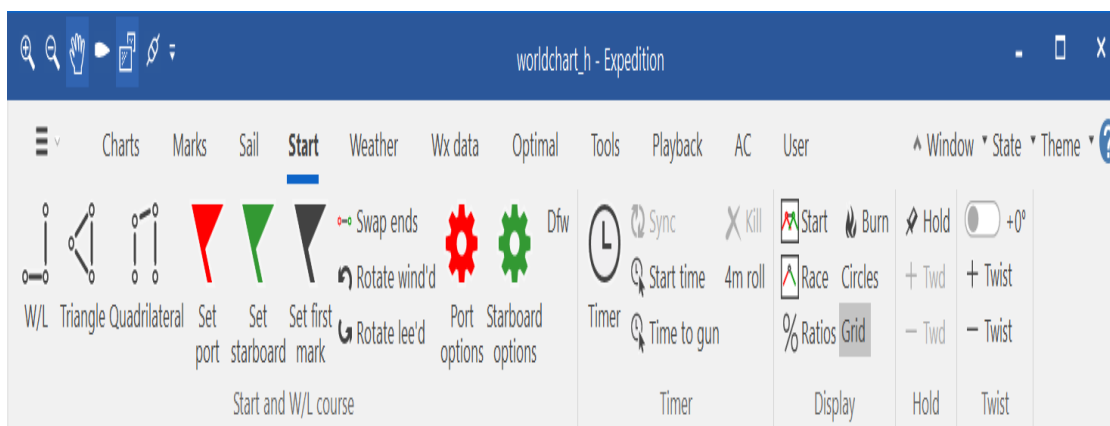 worldchart_h - Expedition
Charts Marks Sail Start Weather Wx data Optimal Tools Playback AC User Window State Theme ?
W/L
Triangle
Quadrilateral
Set port
Set starboard
Set first mark
Swap ends
Rotate wind'd
Rotate lee'd
Port options
Starboard options
Dfw
Start and W/L course
Timer
Sync
Start time
Time to gun
Kill
4m roll
Timer
Start
Race
% Ratios
Burn
Circles
Grid
Display
Hold
+ Twd
− Twd
Hold
+0°
+ Twist
− Twist
Twist